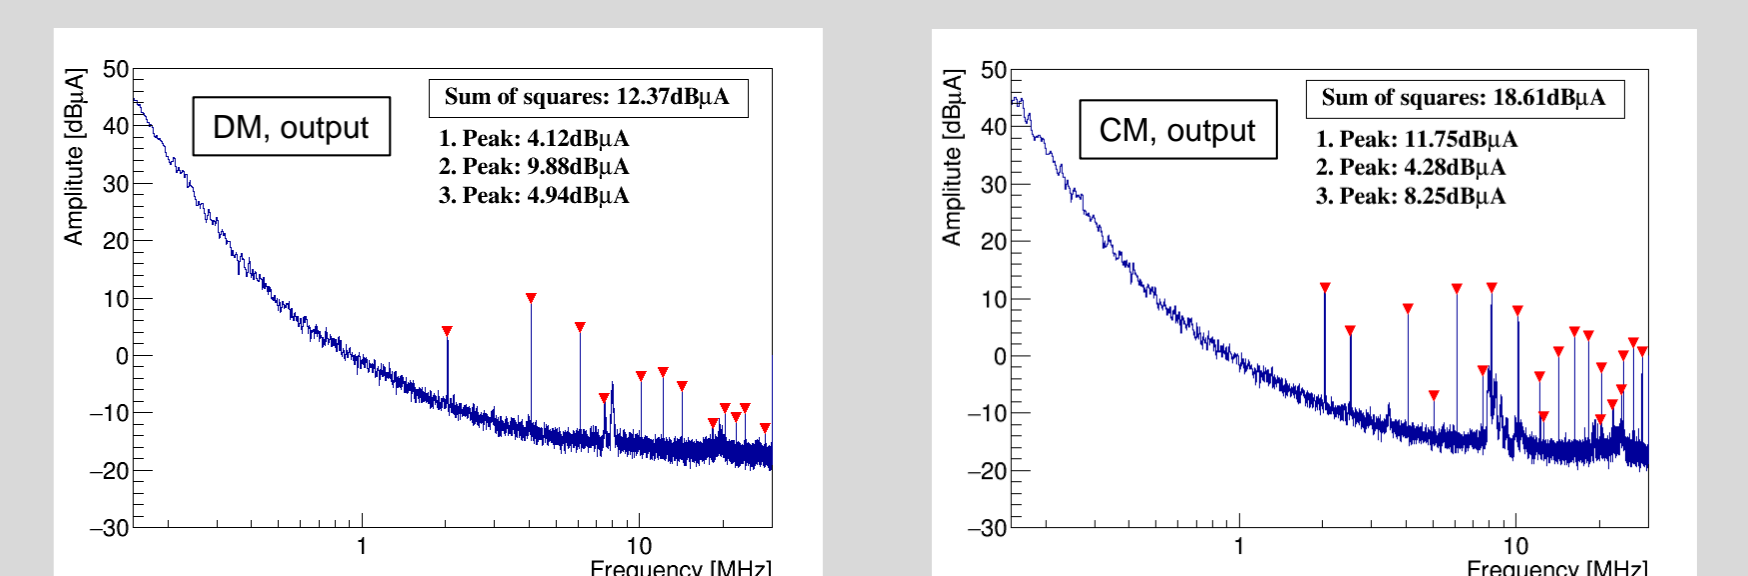 Amplitude [dBμA]
50
40
30
20
10
0
−10
−20
−30
DM, output
Sum of squares: 12.37dBμA
1. Peak: 4.12dBμA
2. Peak: 9.88dBμA
3. Peak: 4.94dBμA
1
10
Frequency [MHz]
Amplitude [dBμA]
50
40
30
20
10
0
−10
−20
−30
CM, output
Sum of squares: 18.61dBμA
1. Peak: 11.75dBμA
2. Peak: 4.28dBμA
3. Peak: 8.25dBμA
1
10
Frequency [MHz]